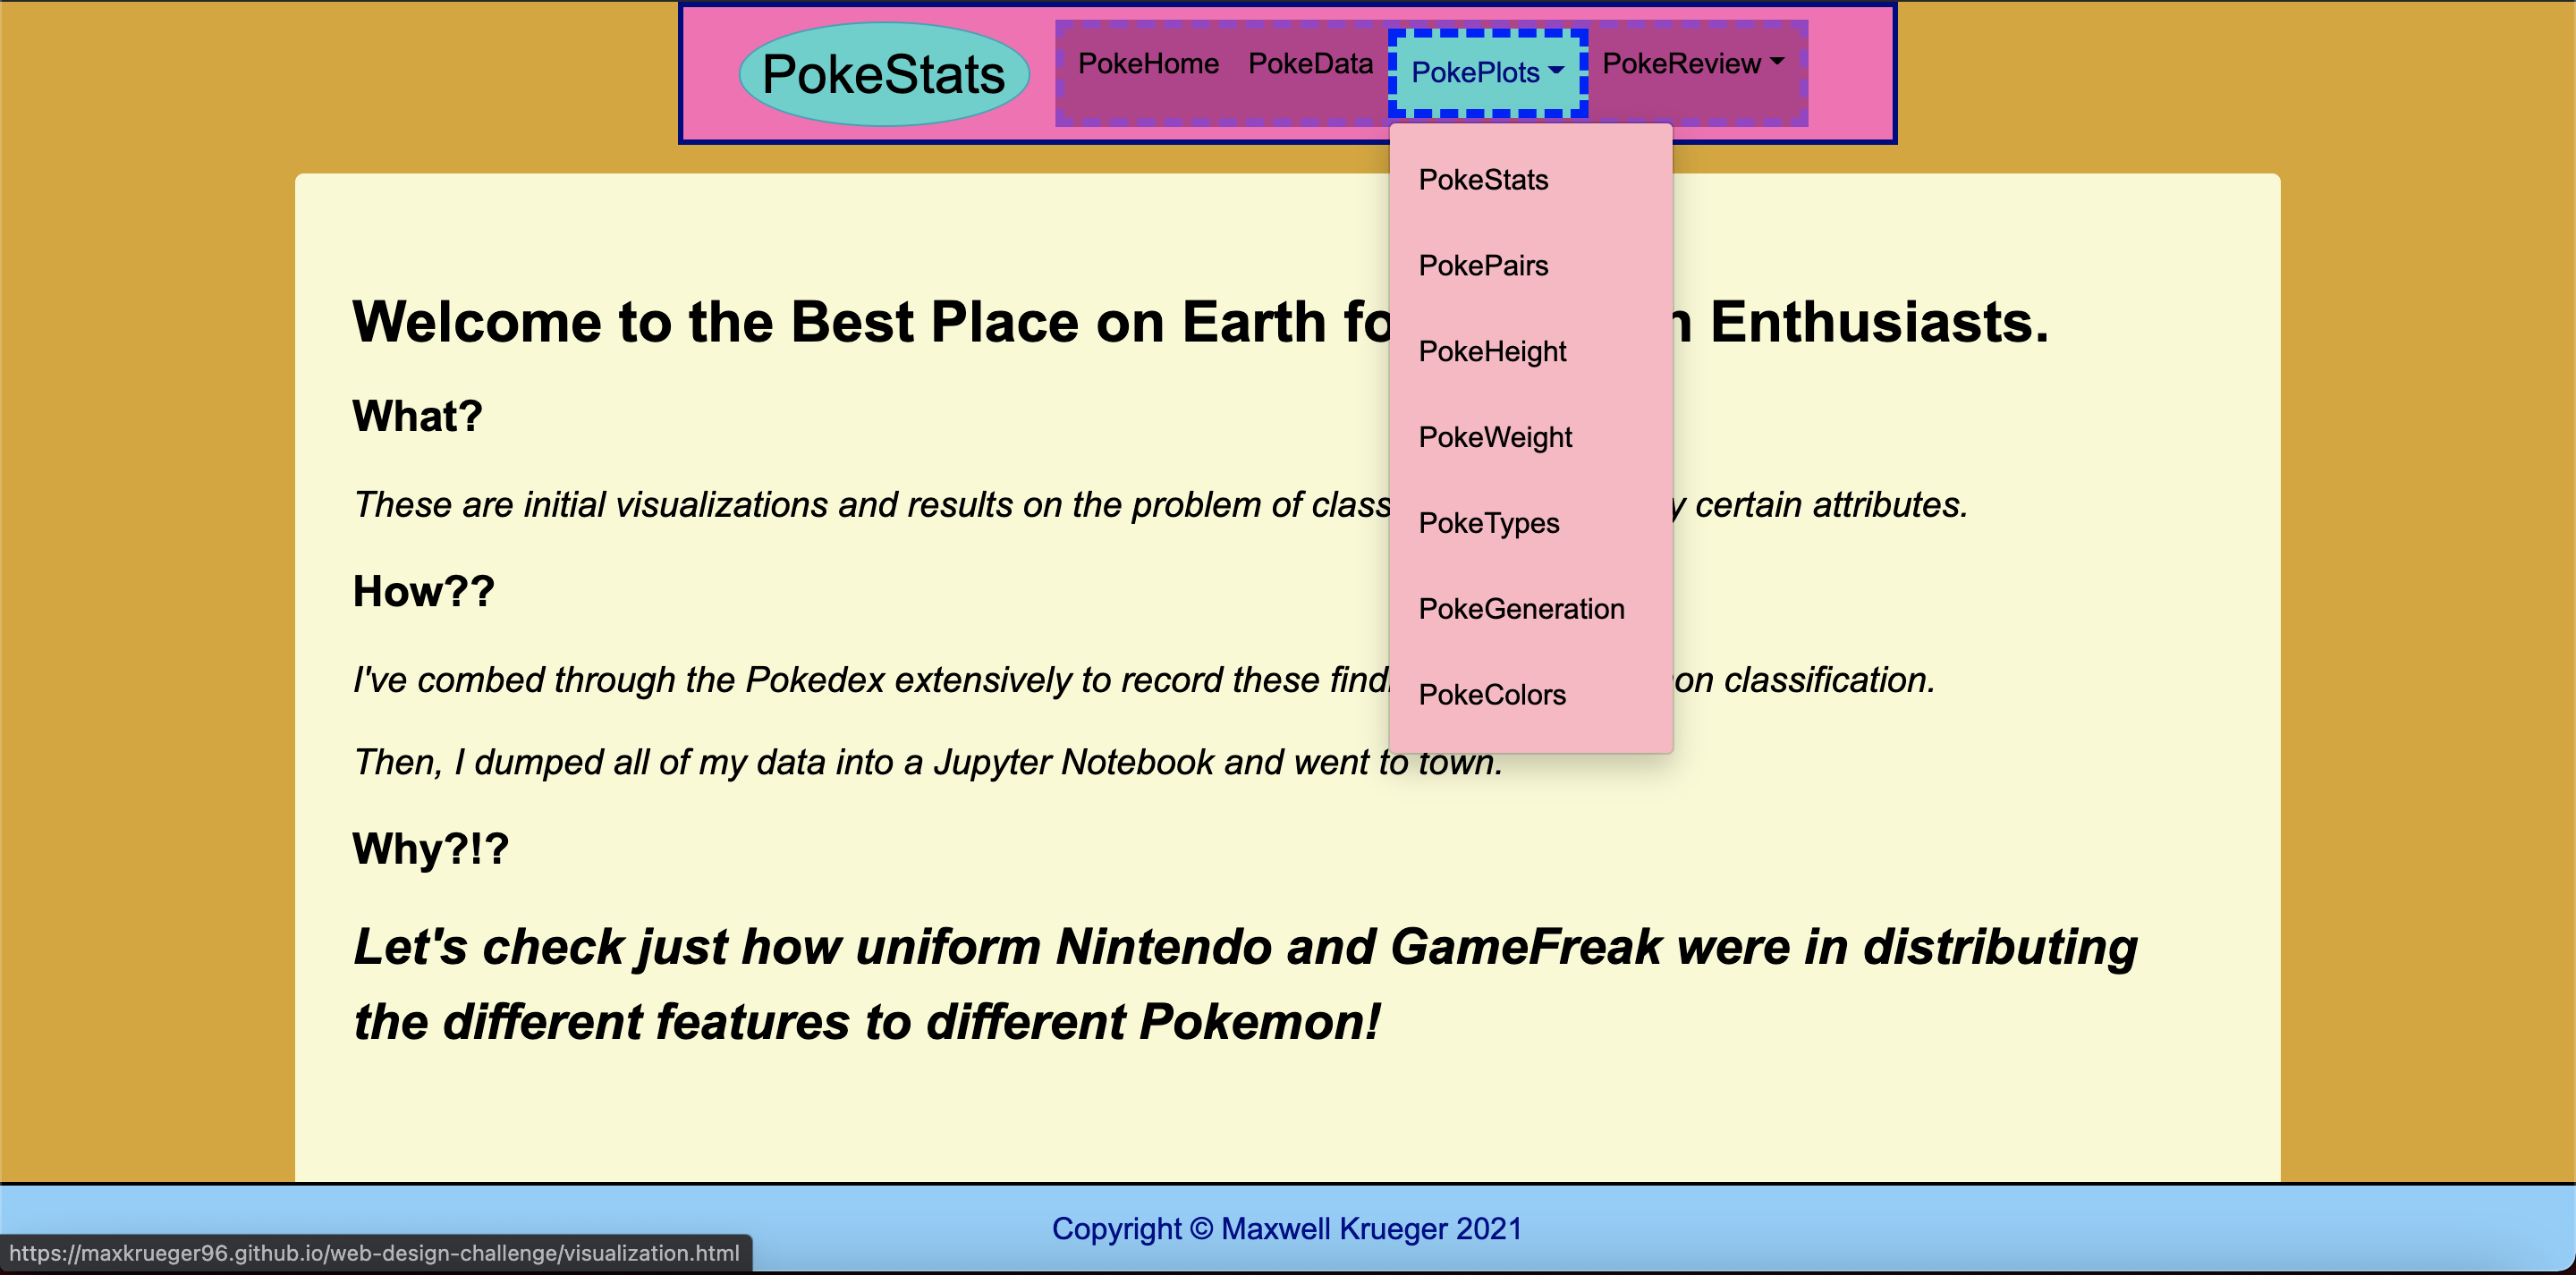 PokeStats PokeHome PokeData PokePlots PokeReview
PokeStats
PokePairs
PokeHeight
PokeWeight
PokeTypes
PokeGeneration
PokeColors
Welcome to the Best Place on Earth fo Enthusiasts.
What?
These are initial visualizations and results on the problem of class y certain attributes.
How??
I've combed through the Pokedex extensively to record these find on classification.
Then, I dumped all of my data into a Jupyter Notebook and went to town.
Why?!?
Let's check just how uniform Nintendo and GameFreak were in distributing
the different features to different Pokemon!
Copyright © Maxwell Krueger 2021
https://maxkrueger96.github.io/web-design-challenge/visualization.html